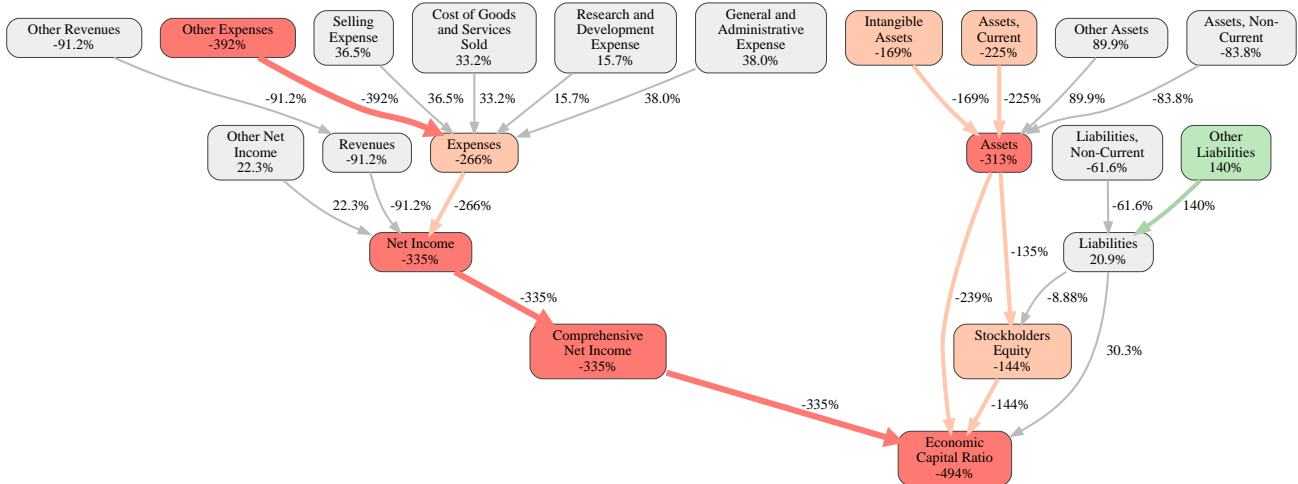 Other Revenues
-91.2%
Other Expenses
-392%
Selling
Expense
36.5%
Cost of Goods
and Services
Sold
33.2%
Research and
Development
Expense
15.7%
General and
Administrative
Expense
38.0%
Intangible
Assets
-169%
Assets,
Current
-225%
Other Assets
89.9%
Assets, Non-
Current
-83.8%
-91.2%
-392%
36.5%
33.2%
15.7%
38.0%
-169%
-225%
89.9%
-83.8%
Other Net
Income
22.3%
Revenues
-91.2%
Expenses
-266%
Assets
-313%
Liabilities,
Non-Current
-61.6%
Other
Liabilities
140%
22.3%
-91.2%
-266%
-61.6%
140%
Net Income
-335%
-135%
Liabilities
20.9%
-335%
-239%
-8.88%
Comprehensive
Net Income
-335%
Stockholders
Equity
-144%
30.3%
-335%
-144%
Economic
Capital Ratio
-494%